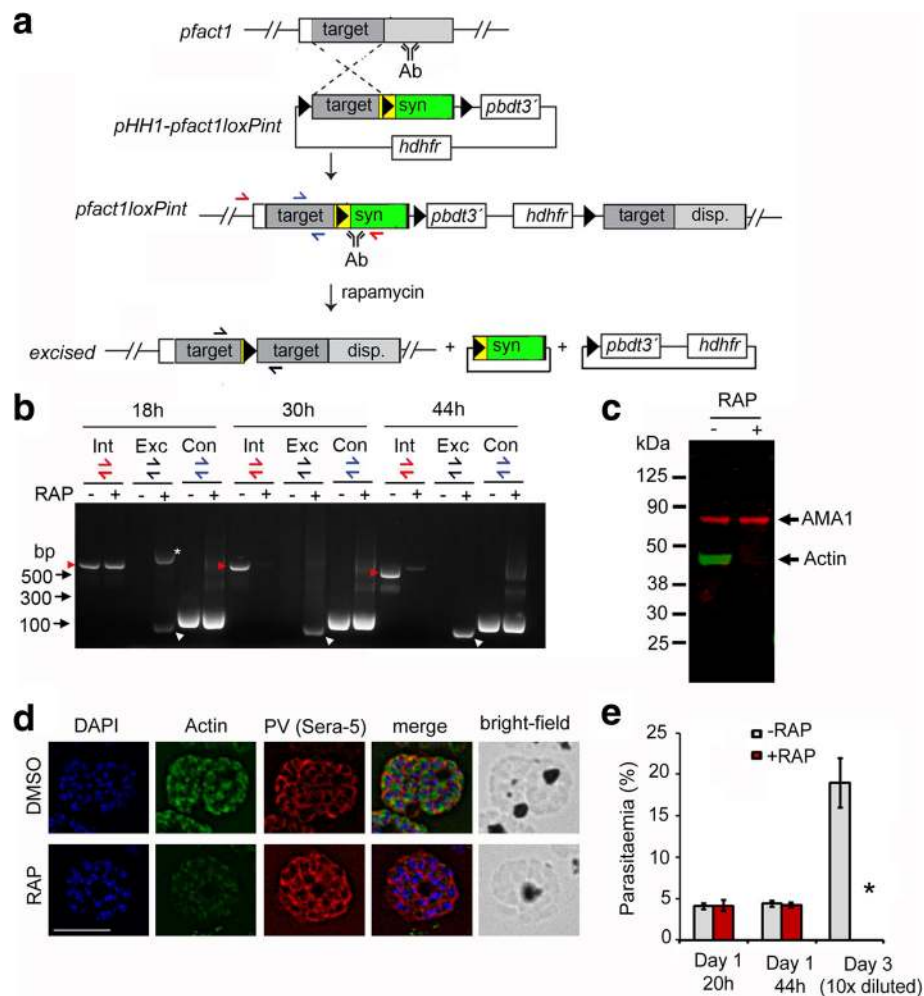 a
pfact1
target
Ab
target
syn
pbdt3´
pHH1-pfact1loxPint
hdhfr
pfact1loxPint
target
syn
pbdt3´
hdhfr
target
disp.
Ab
rapamycin
excised
target
target
disp.
+
syn
+
pbdt3´
hdhfr
b
18h 30h 44h
Int Exc Con Int Exc Con Int Exc Con
RAP - + - + - + - + - + - + - + - + - +
bp
*
500
300
100
c
RAP
- +
kDa
125
90
50
38
30
25
AMA1
Actin
d
DAPI Actin PV (Sera-5) merge bright-field
DMSO
RAP
e
-RAP
+RAP
Parasitaemia (%)
25
20
15
10
5
0
*
Day 1 20h
Day 1 44h
Day 3 (10x diluted)